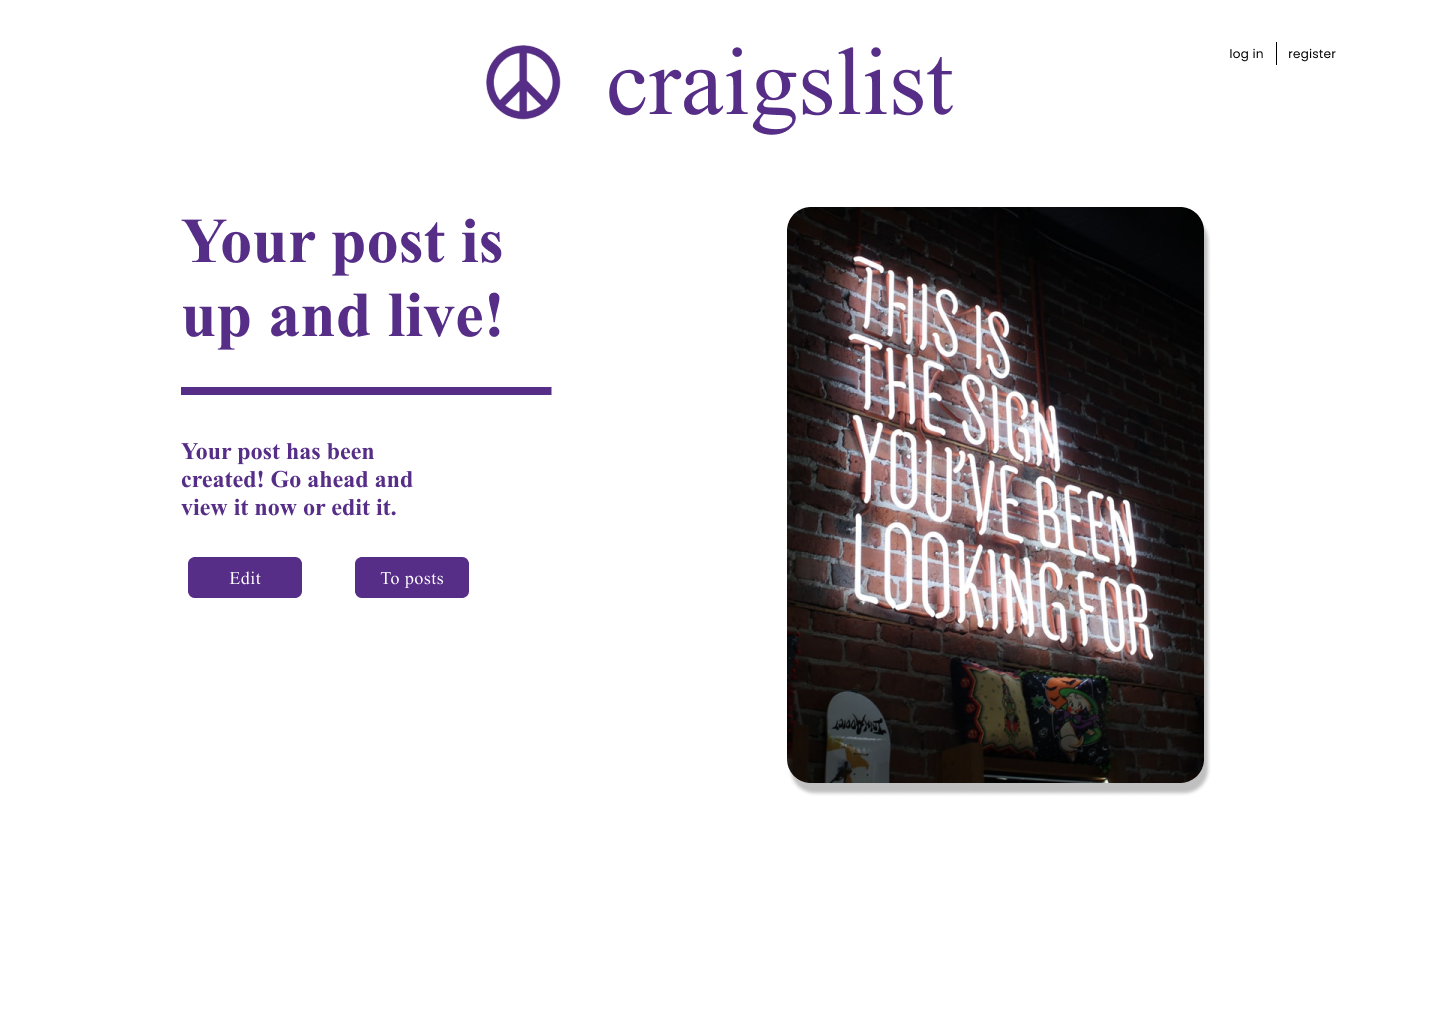 craigslist
log in
register
Your post is
up and live!
Your post has been
created! Go ahead and
view it now or edit it.
Edit
To posts
THIS IS
THE SIGN
YOU'VE BEEN
LOOKING FOR